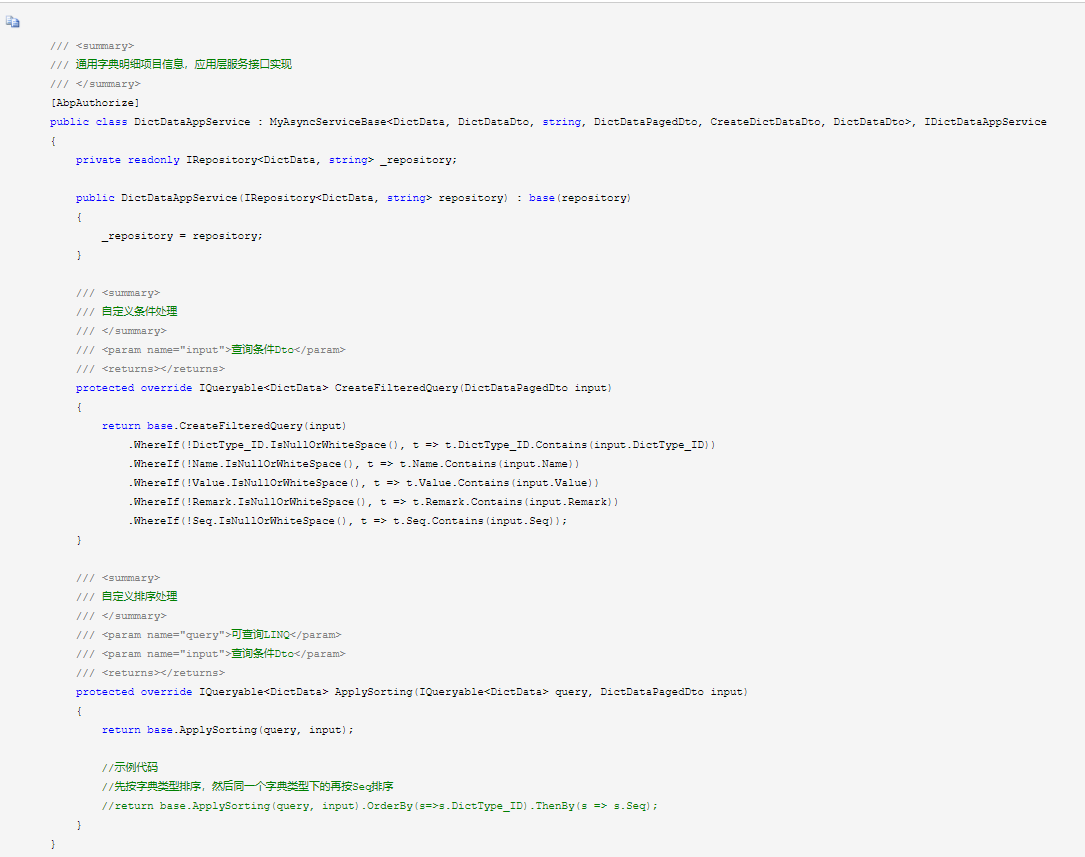 /// <summary>
/// 通用字典明细项目信息，应用层服务接口实现
/// </summary>
[AbpAuthorize]
public class DictDataAppService : MyAsyncServiceBase<DictData, DictDataDto, string, DictDataPagedDto, CreateDictDataDto, DictDataDto>, IDictDataAppService
{
    private readonly IRepository<DictData, string> _repository;

    public DictDataAppService(IRepository<DictData, string> repository) : base(repository)
    {
        _repository = repository;
    }

    /// <summary>
    /// 自定义条件处理
    /// </summary>
    /// <param name="input">查询条件Dto</param>
    /// <returns></returns>
    protected override IQueryable<DictData> CreateFilteredQuery(DictDataPagedDto input)
    {
        return base.CreateFilteredQuery(input)
            .WhereIf(!DictType_ID.IsNullOrWhiteSpace(), t => t.DictType_ID.Contains(input.DictType_ID))
            .WhereIf(!Name.IsNullOrWhiteSpace(), t => t.Name.Contains(input.Name))
            .WhereIf(!Value.IsNullOrWhiteSpace(), t => t.Value.Contains(input.Value))
            .WhereIf(!Remark.IsNullOrWhiteSpace(), t => t.Remark.Contains(input.Remark))
            .WhereIf(!Seq.IsNullOrWhiteSpace(), t => t.Seq.Contains(input.Seq));
    }

    /// <summary>
    /// 自定义排序处理
    /// </summary>
    /// <param name="query">可查询LINQ</param>
    /// <param name="input">查询条件Dto</param>
    /// <returns></returns>
    protected override IQueryable<DictData> ApplySorting(IQueryable<DictData> query, DictDataPagedDto input)
    {
        return base.ApplySorting(query, input);

        //示例代码
        //先按字典类型排序，然后同一个字典类型下的再按Seq排序
        //return base.ApplySorting(query, input).OrderBy(s=>s.DictType_ID).ThenBy(s => s.Seq);
    }
}